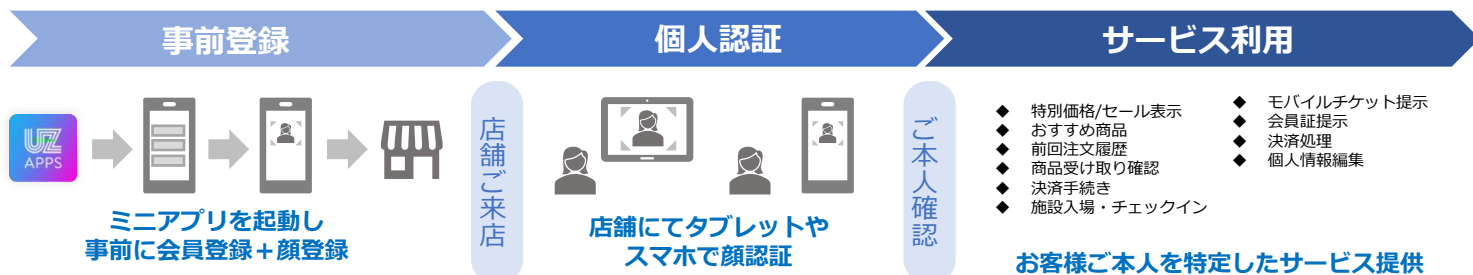 事前登録
個人認証
サービス利用
UZ
APPS
ミニアプリを起動し
事前に会員登録＋顔登録
店舗ご来店
店舗にてタブレットや
スマホで顔認証
ご本人確認
◆ 特別価格/セール表示
◆ おすすめ商品
◆ 前回注文履歴
◆ 商品受け取り確認
◆ 決済手続き
◆ 施設入場・チェックイン
◆ モバイルチケット提示
◆ 会員証提示
◆ 決済処理
◆ 個人情報編集
お客様ご本人を特定したサービス提供